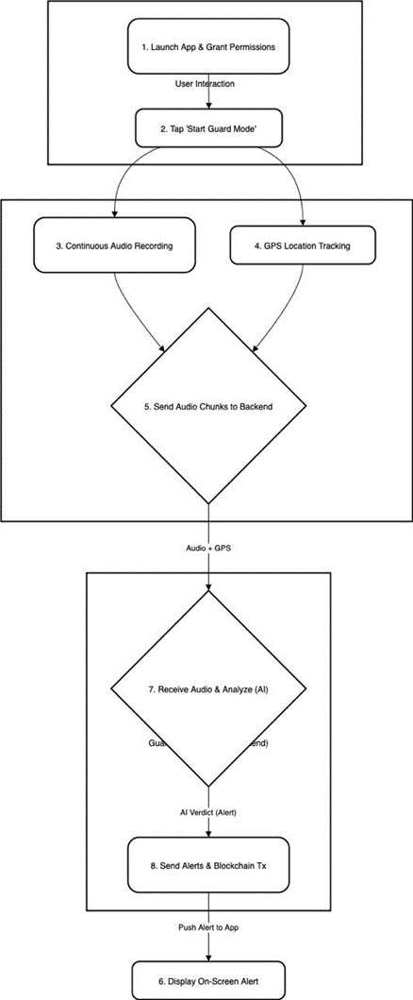 1. Launch App & Grant Permissions
User Interaction
2. Tap 'Start Guard Mode'
3. Continuous Audio Recording
4. GPS Location Tracking
5. Send Audio Chunks to Backend
Audio + GPS
7. Receive Audio & Analyze (AI)
AI Verdict (Alert)
8. Send Alerts & Blockchain Tx
Push Alert to App
6. Display On-Screen Alert